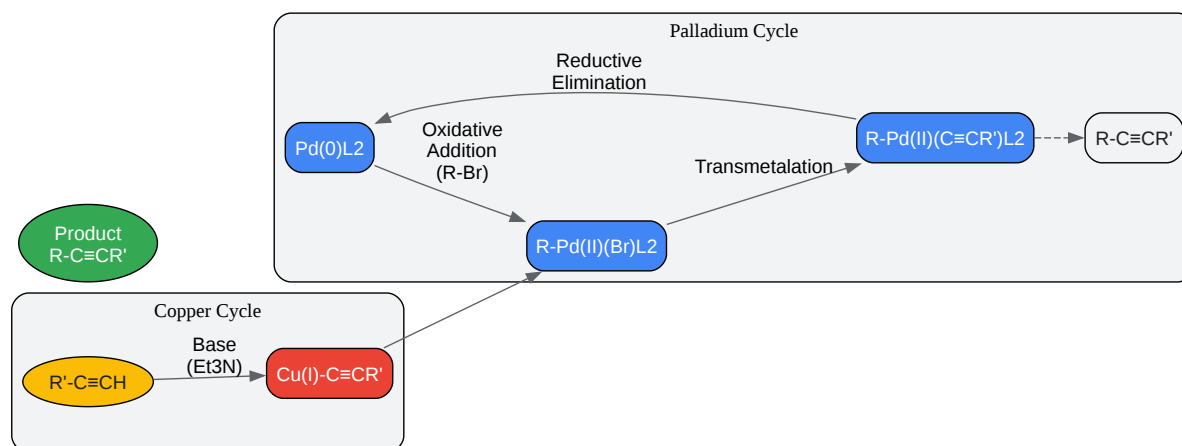 Palladium Cycle
Reductive
Elimination
Pd(0)L2
Oxidative
Addition
(R-Br)
R-Pd(II)(C≡CR')L2
R-C≡CR'
Transmetalation
R-Pd(II)(Br)L2
Product
R-C≡CR'
Copper Cycle
Base
(Et3N)
R'-C≡CH
Cu(I)-C≡CR'